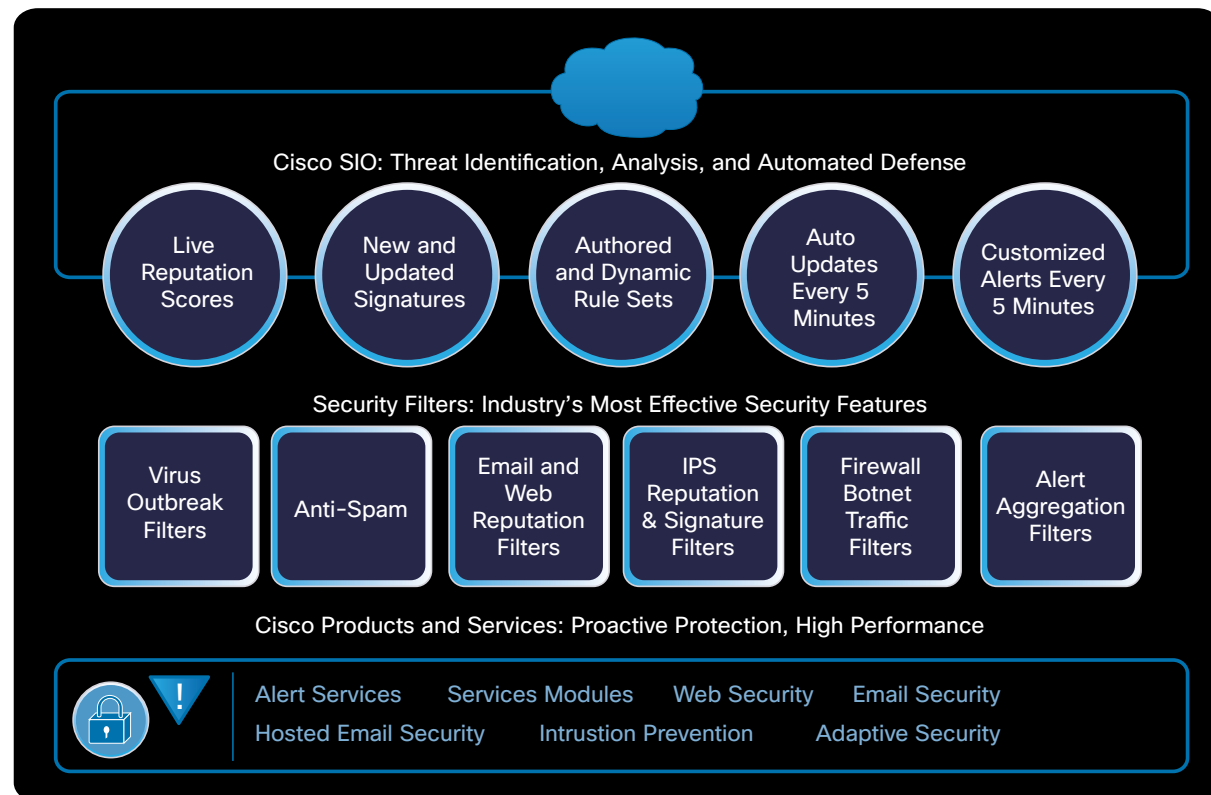 Cisco SIO: Threat Identification, Analysis, and Automated Defense
Live
Reputation
Scores
New and
Updated
Signatures
Authored
and Dynamic
Rule Sets
Auto
Updates
Every 5
Minutes
Customized
Alerts Every
5 Minutes
Security Filters: Industry's Most Effective Security Features
Virus
Outbreak
Filters
Anti-Spam
Email and
Web
Reputation
Filters
IPS
Reputation
& Signature
Filters
Firewall
Botnet
Traffic
Filters
Alert
Aggregation
Filters
Cisco Products and Services: Proactive Protection, High Performance
!
Alert Services Services Modules Web Security Email Security
Hosted Email Security Intrustion Prevention Adaptive Security